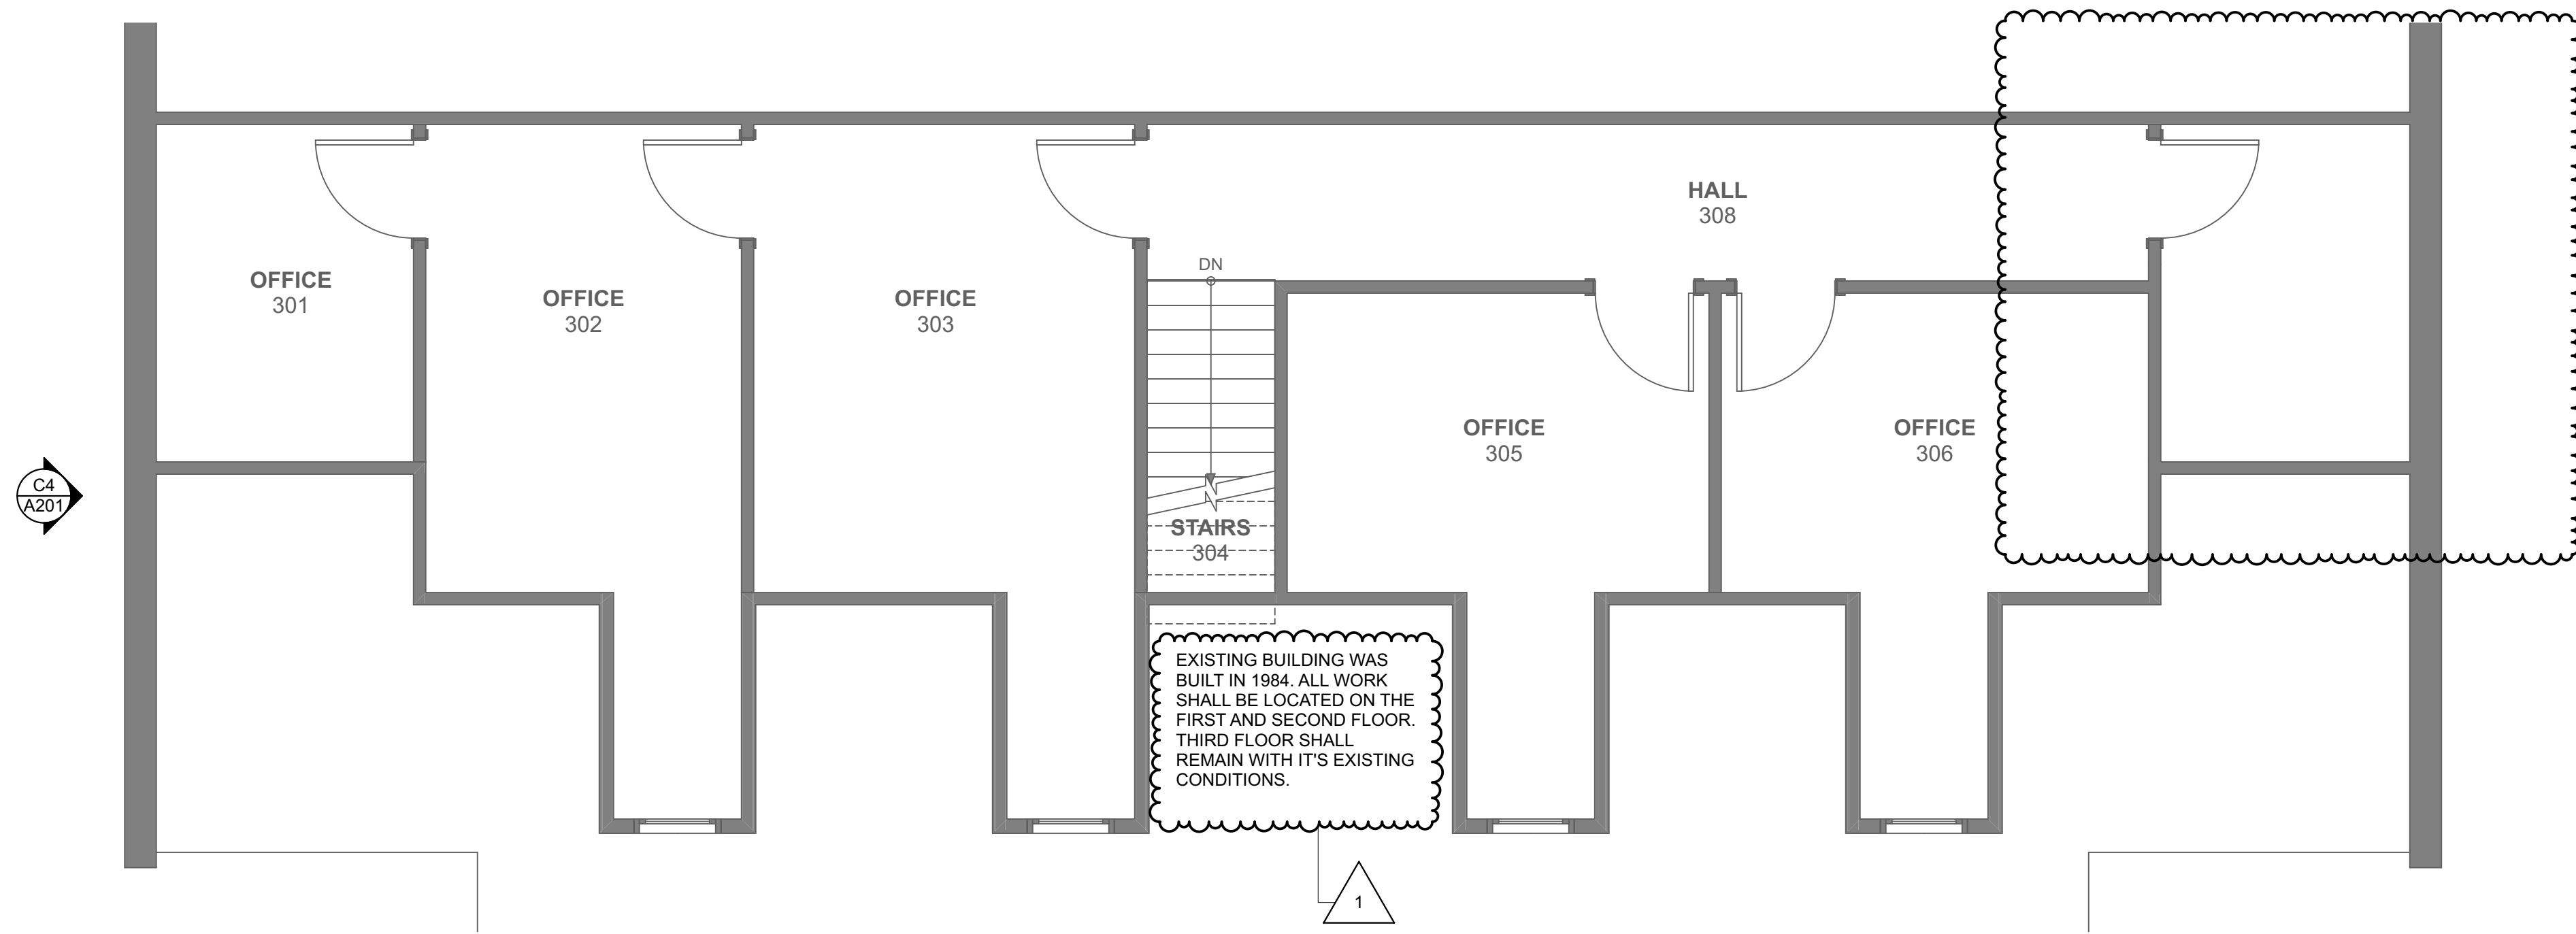 HALL
308
DN
OFFICE
301
OFFICE
302
OFFICE
303
OFFICE
305
OFFICE
306
C4
A201
STAIRS
304
EXISTING BUILDING WAS
BUILT IN 1984. ALL WORK
SHALL BE LOCATED ON THE
FIRST AND SECOND FLOOR.
THIRD FLOOR SHALL
REMAIN WITH IT'S EXISTING
CONDITIONS.
1